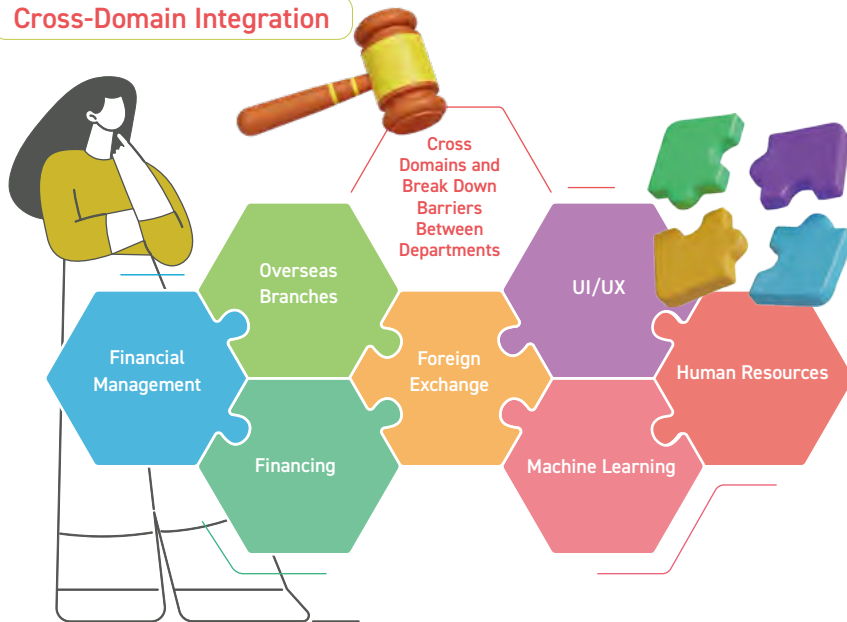 Cross-Domain Integration
Cross
Domains and
Break Down
Barriers
Between
Departments
Overseas
Branches
UI/UX
Financial
Management
Foreign
Exchange
Human Resources
Financing
Machine Learning